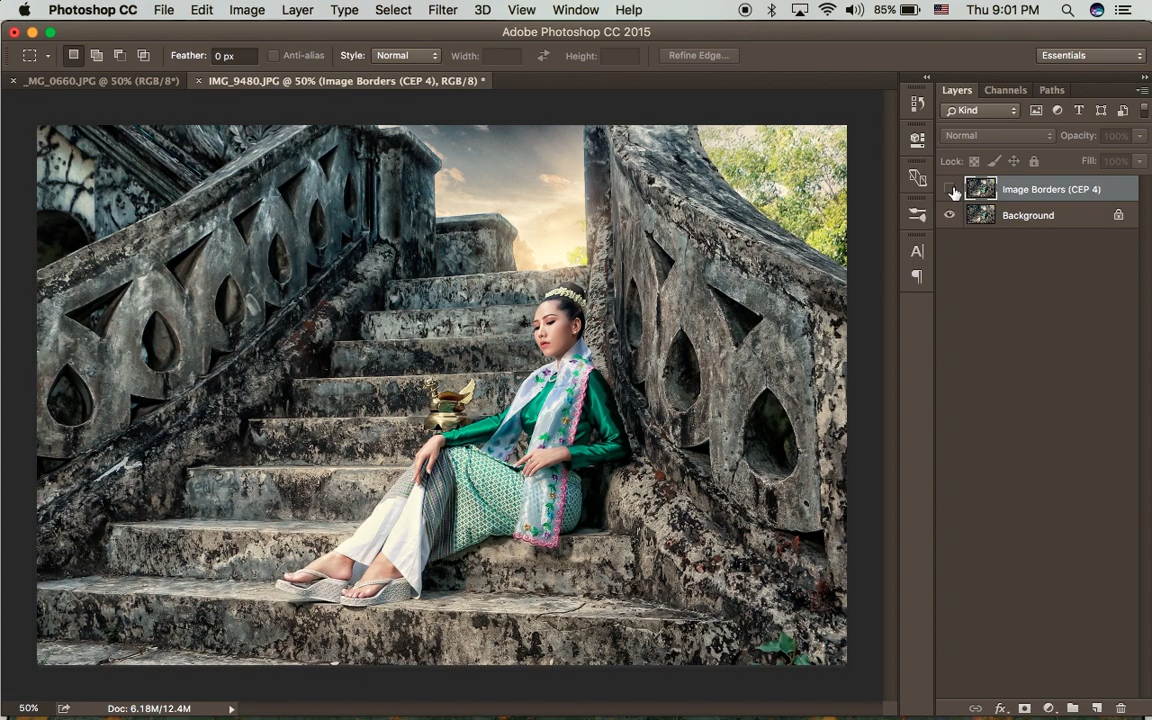 Photoshop CC File Edit Image Layer Type Select Filter 3D View Window Help 85% Thu 9:01 PM
Adobe Photoshop CC 2015
Feather: 0 px Anti-alias Style: Normal Width: Height: Refine Edge... Essentials
× _MG_0660.JPG @ 50% (RGB/8*) × IMG_9480.JPG @ 50% (Image Borders (CEP 4), RGB/8) *
Layers Channels Paths
Kind
Normal Opacity: 100%
Lock: Fill: 100%
Image Borders (CEP 4)
Background
50% Doc: 6.18M/12.4M